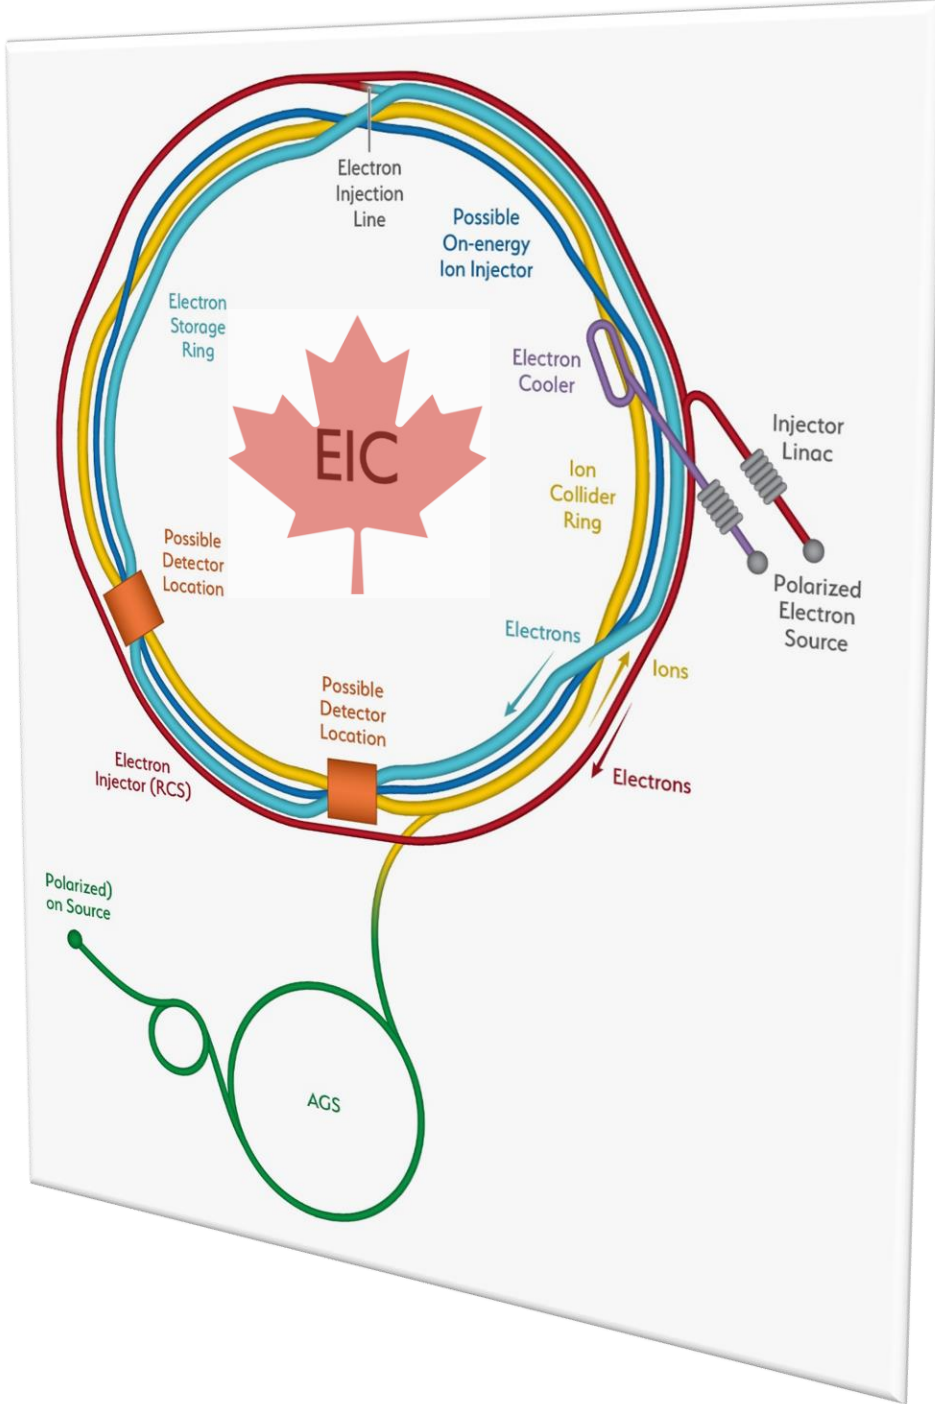 Electron
Injection
Line
Possible
On-energy
Ion Injector
Electron
Storage
Ring
Electron
Cooler
EIC
Injector
Linac
Ion
Collider
Ring
Possible
Detector
Location
Polarized
Electron
Source
Electrons
Ions
Possible
Detector
Location
Electron
Injector (RCS)
Electrons
Polarized)
on Source
AGS